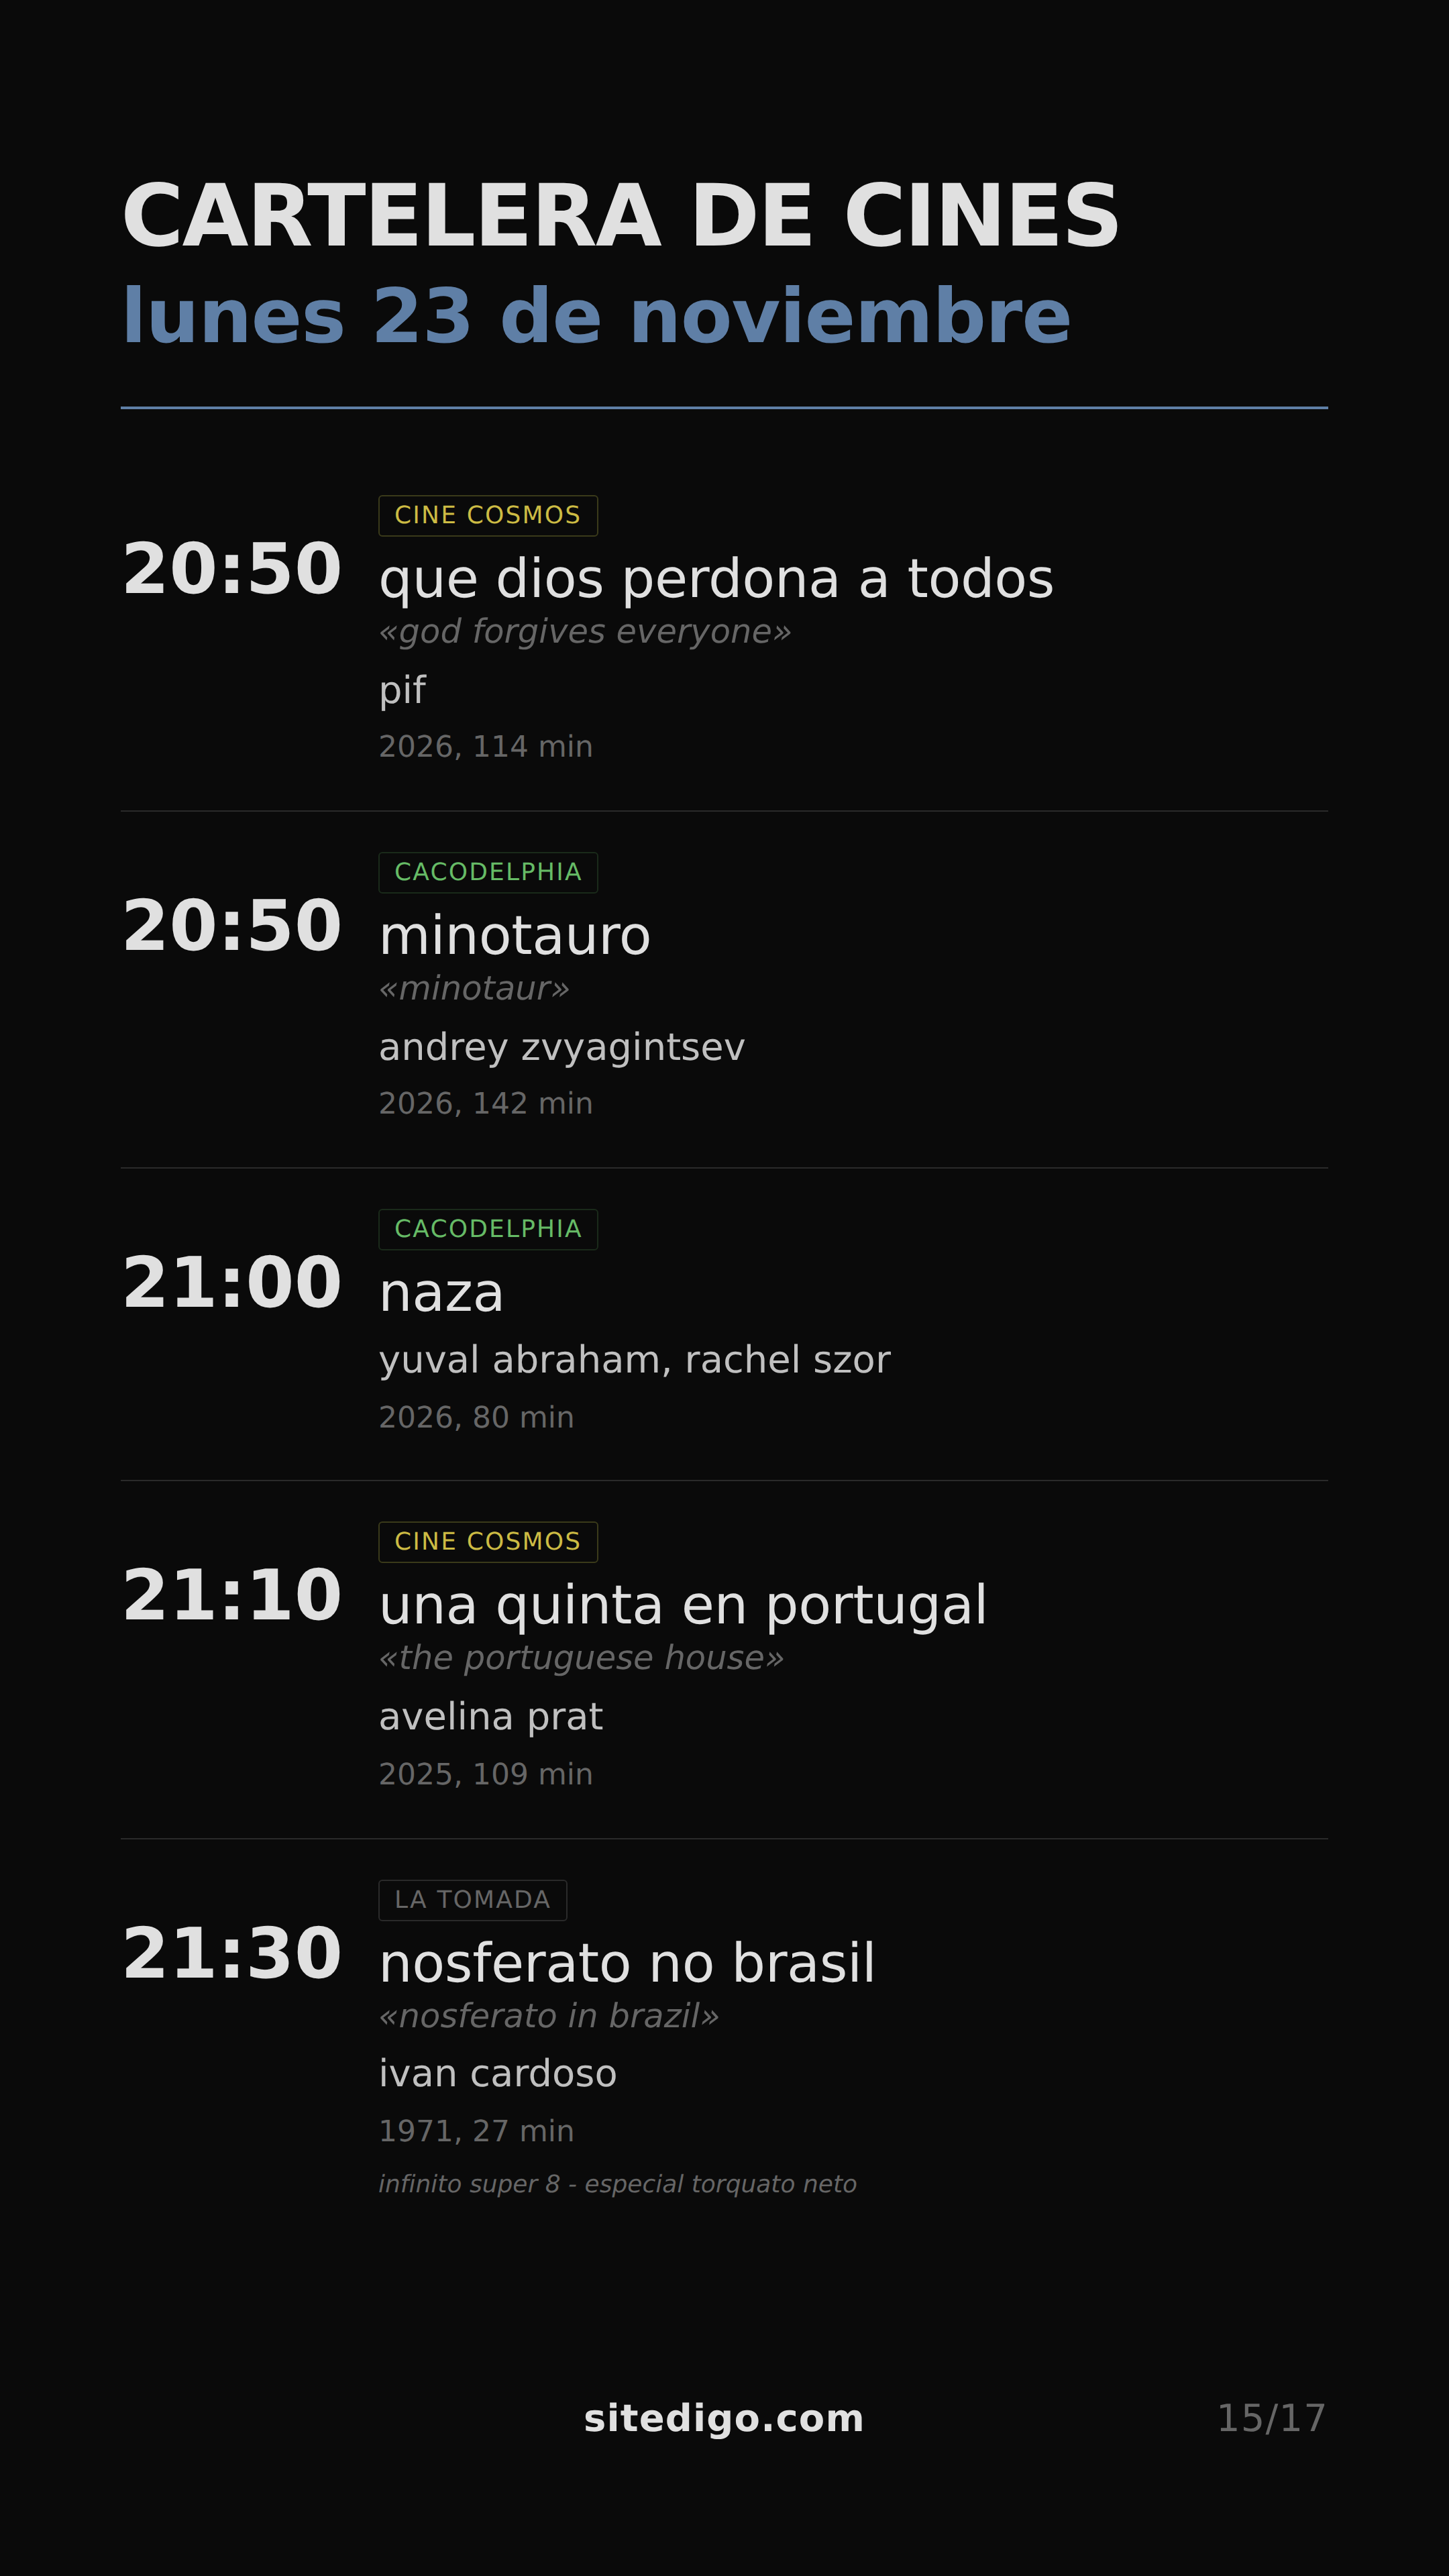 CARTELERA DE CINES
lunes 23 de noviembre
CINE COSMOS
20:50
que dios perdona a todos
«god forgives everyone»
pif
2026, 114 min
CACODELPHIA
20:50
minotauro
«minotaur»
andrey zvyagintsev
2026, 142 min
CACODELPHIA
21:00
naza
yuval abraham, rachel szor
2026, 80 min
CINE COSMOS
21:10
una quinta en portugal
«the portuguese house»
avelina prat
2025, 109 min
LA TOMADA
21:30
nosferato no brasil
«nosferato in brazil»
ivan cardoso
1971, 27 min
infinito super 8 - especial torquato neto
sitedigo.com
15/17